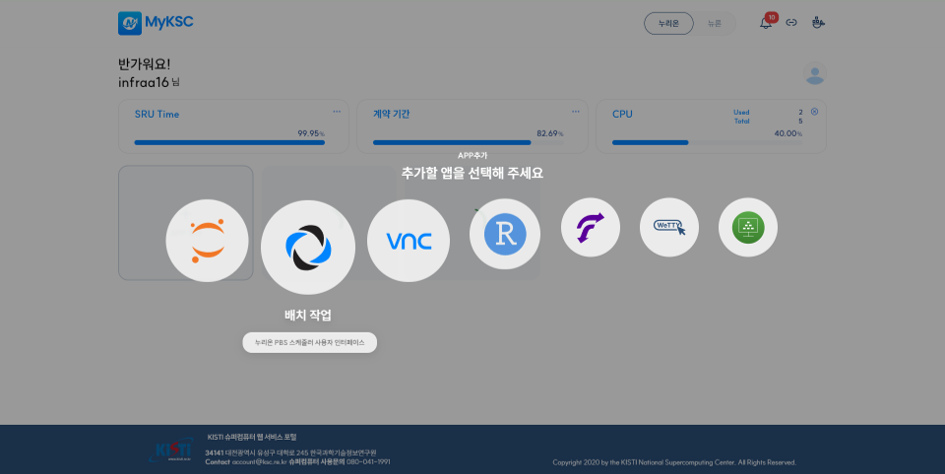 MyKSC
누리온
뉴론
10
반가워요!
infraa16 님
SRU Time
99.95%
계약 기간
82.69%
CPU
Used 2
Total 5
40.00%
APP추가
추가할 앱을 선택해 주세요
vnc
R
WeTTY
배치 작업
누리온 PBS 스케줄러 사용자 인터페이스
KISTI
KISTI 슈퍼컴퓨터 웹 서비스 포털
34141 대전광역시 유성구 대학로 245 한국과학기술정보연구원
Contact account@ksc.re.kr 슈퍼컴퓨터 사용문의 080-041-1991
Copyright 2020 by the KISTI National Supercomputing Center. All Rights Reserved.